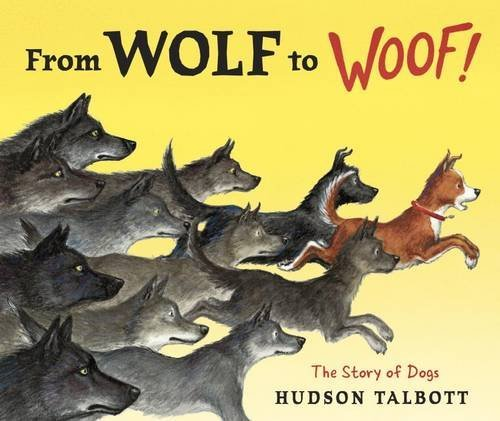 From WOLF to WOOF!
The Story of Dogs
HUDSON TALBOTT